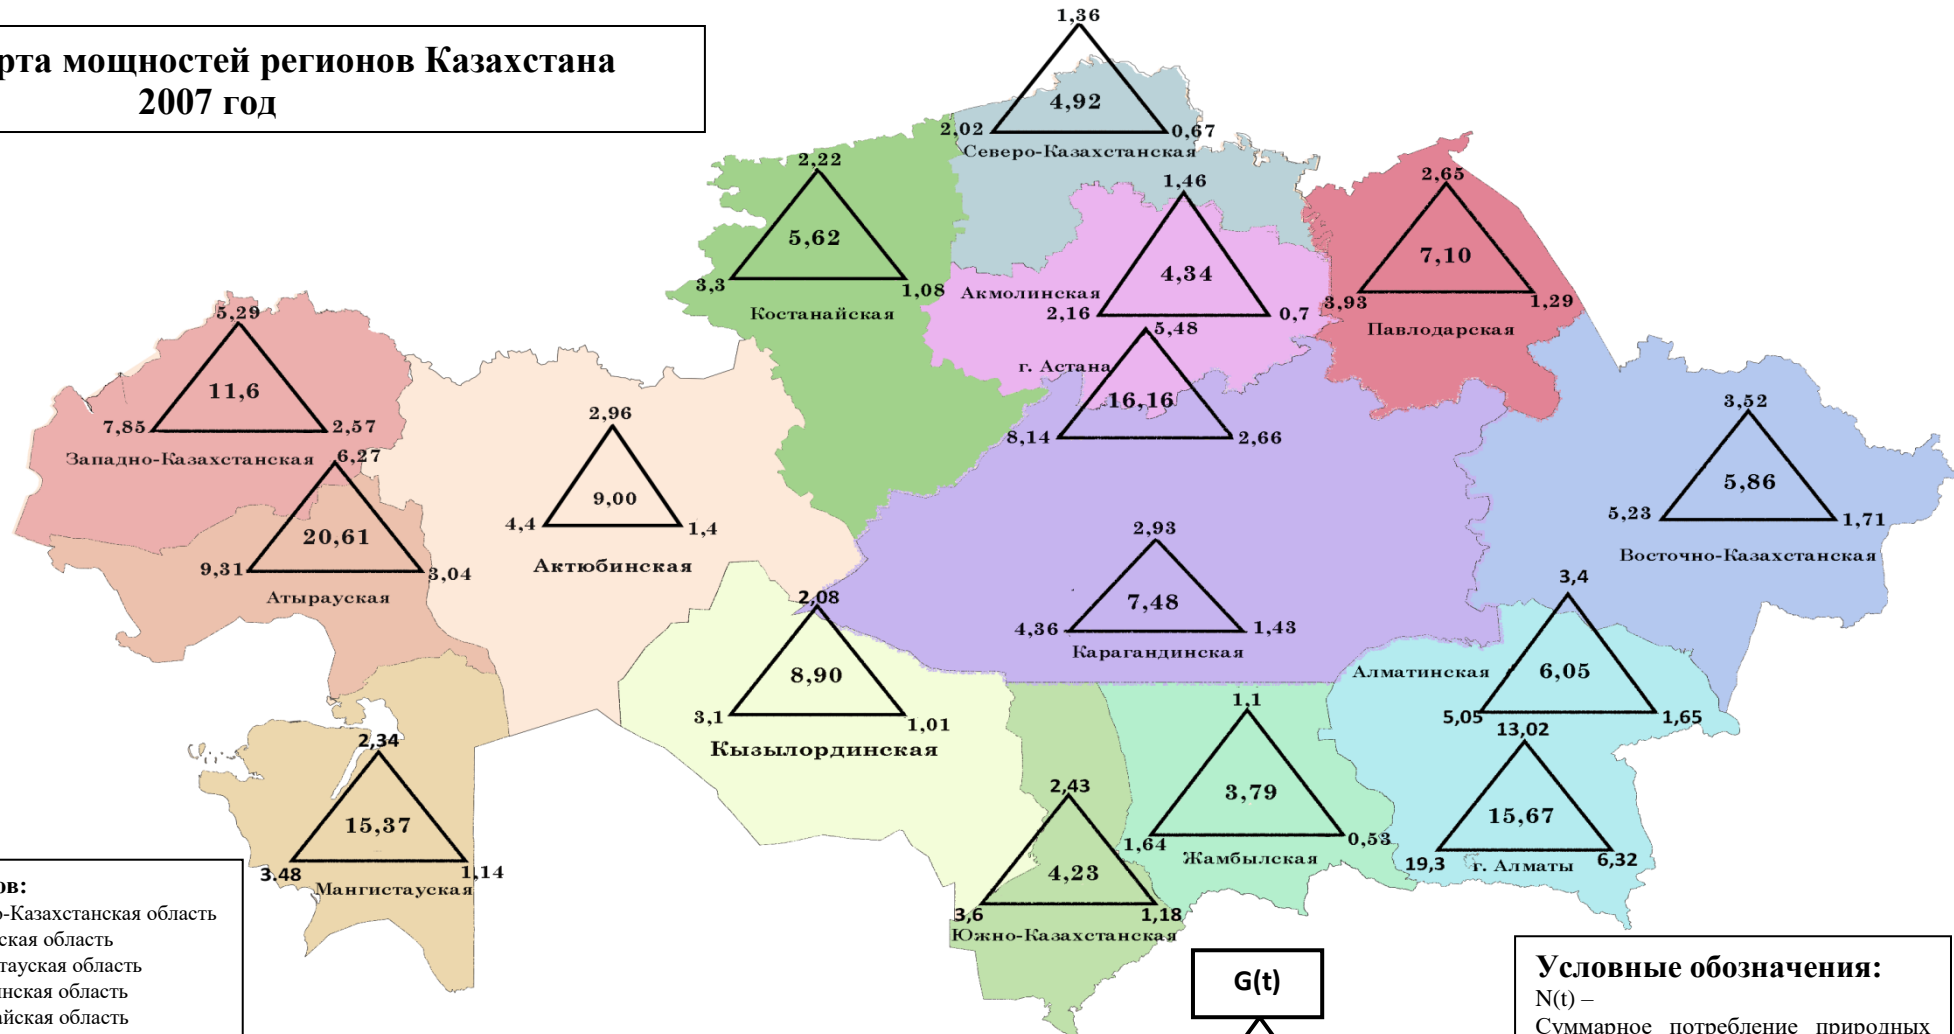 рта мощностей регионов Казахстана
2007 год
1,36
4,92
2,02
0,67
Северо-Казахстанская
2,22
5,62
3,3
1,08
Костанайская
1,46
4,34
Акмолинская
2,16
0,7
2,65
7,10
3,93
1,29
Павлодарская
5,48
г. Астана
16,16
8,14
2,66
5,29
11,6
7,85
2,57
Западно-Казахстанская
6,27
20,61
9,31
3,04
Атырауская
2,96
9,00
4,4
1,4
Актюбинская
3,52
5,86
5,23
1,71
Восточно-Казахстанская
2,93
7,48
4,36
1,43
Карагандинская
2,08
8,90
3,1
1,01
Кызылординская
3,4
Алматинская
6,05
5,05
1,65
13,02
15,67
19,3
г. Алматы
6,32
1,1
3,79
1,64
0,53
Жамбылская
2,43
4,23
3,6
1,18
Южно-Казахстанская
2,34
15,37
3.48
1,14
Мангистауская
ов:
о-Казахстанская область
ская область
тауская область
инская область
айская область
G(t)
Условные обозначения:
N(t) –
Суммарное потребление природных